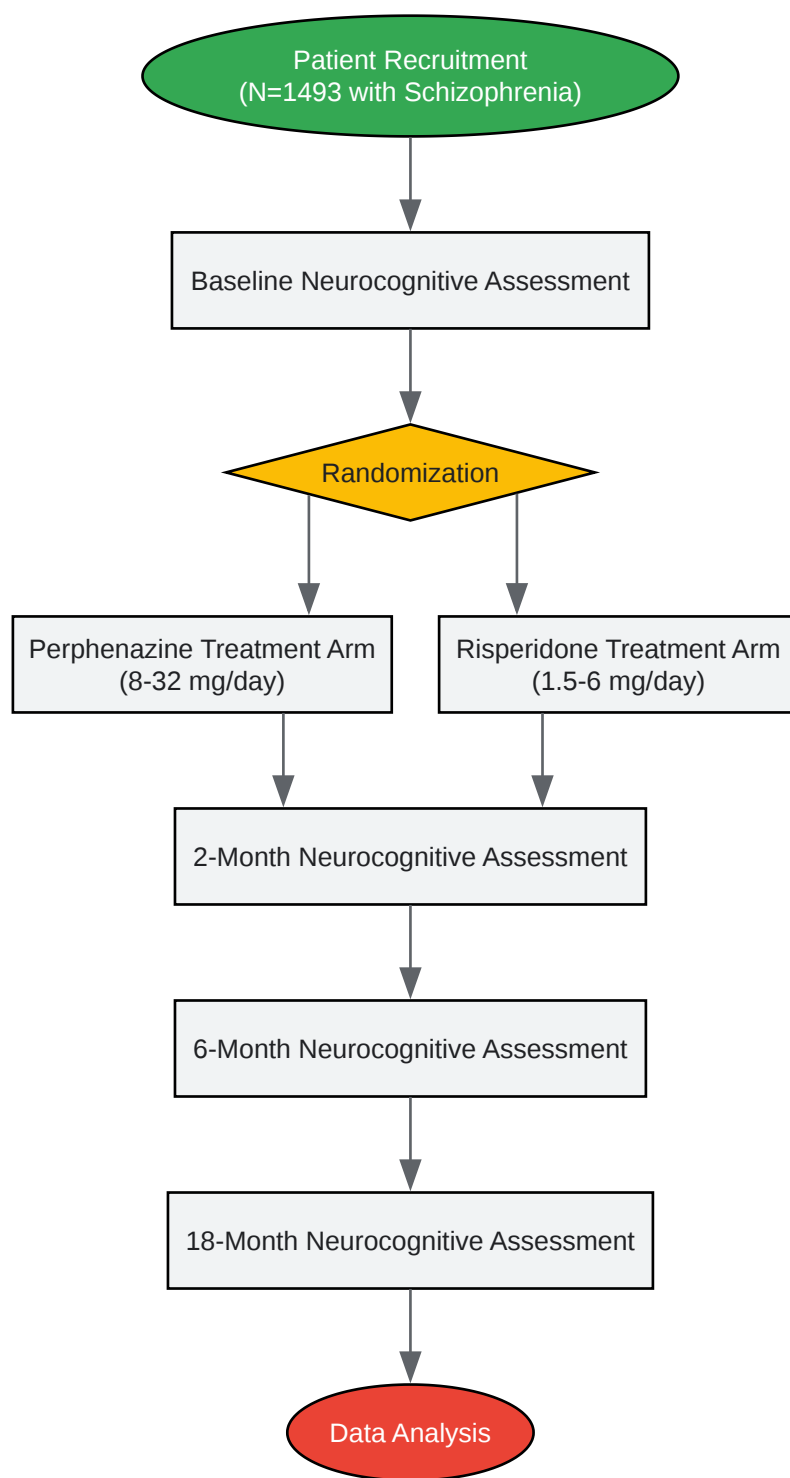 Patient Recruitment
(N=1493 with Schizophrenia)
Baseline Neurocognitive Assessment
Randomization
Perphenazine Treatment Arm
(8-32 mg/day)
Risperidone Treatment Arm
(1.5-6 mg/day)
2-Month Neurocognitive Assessment
6-Month Neurocognitive Assessment
18-Month Neurocognitive Assessment
Data Analysis